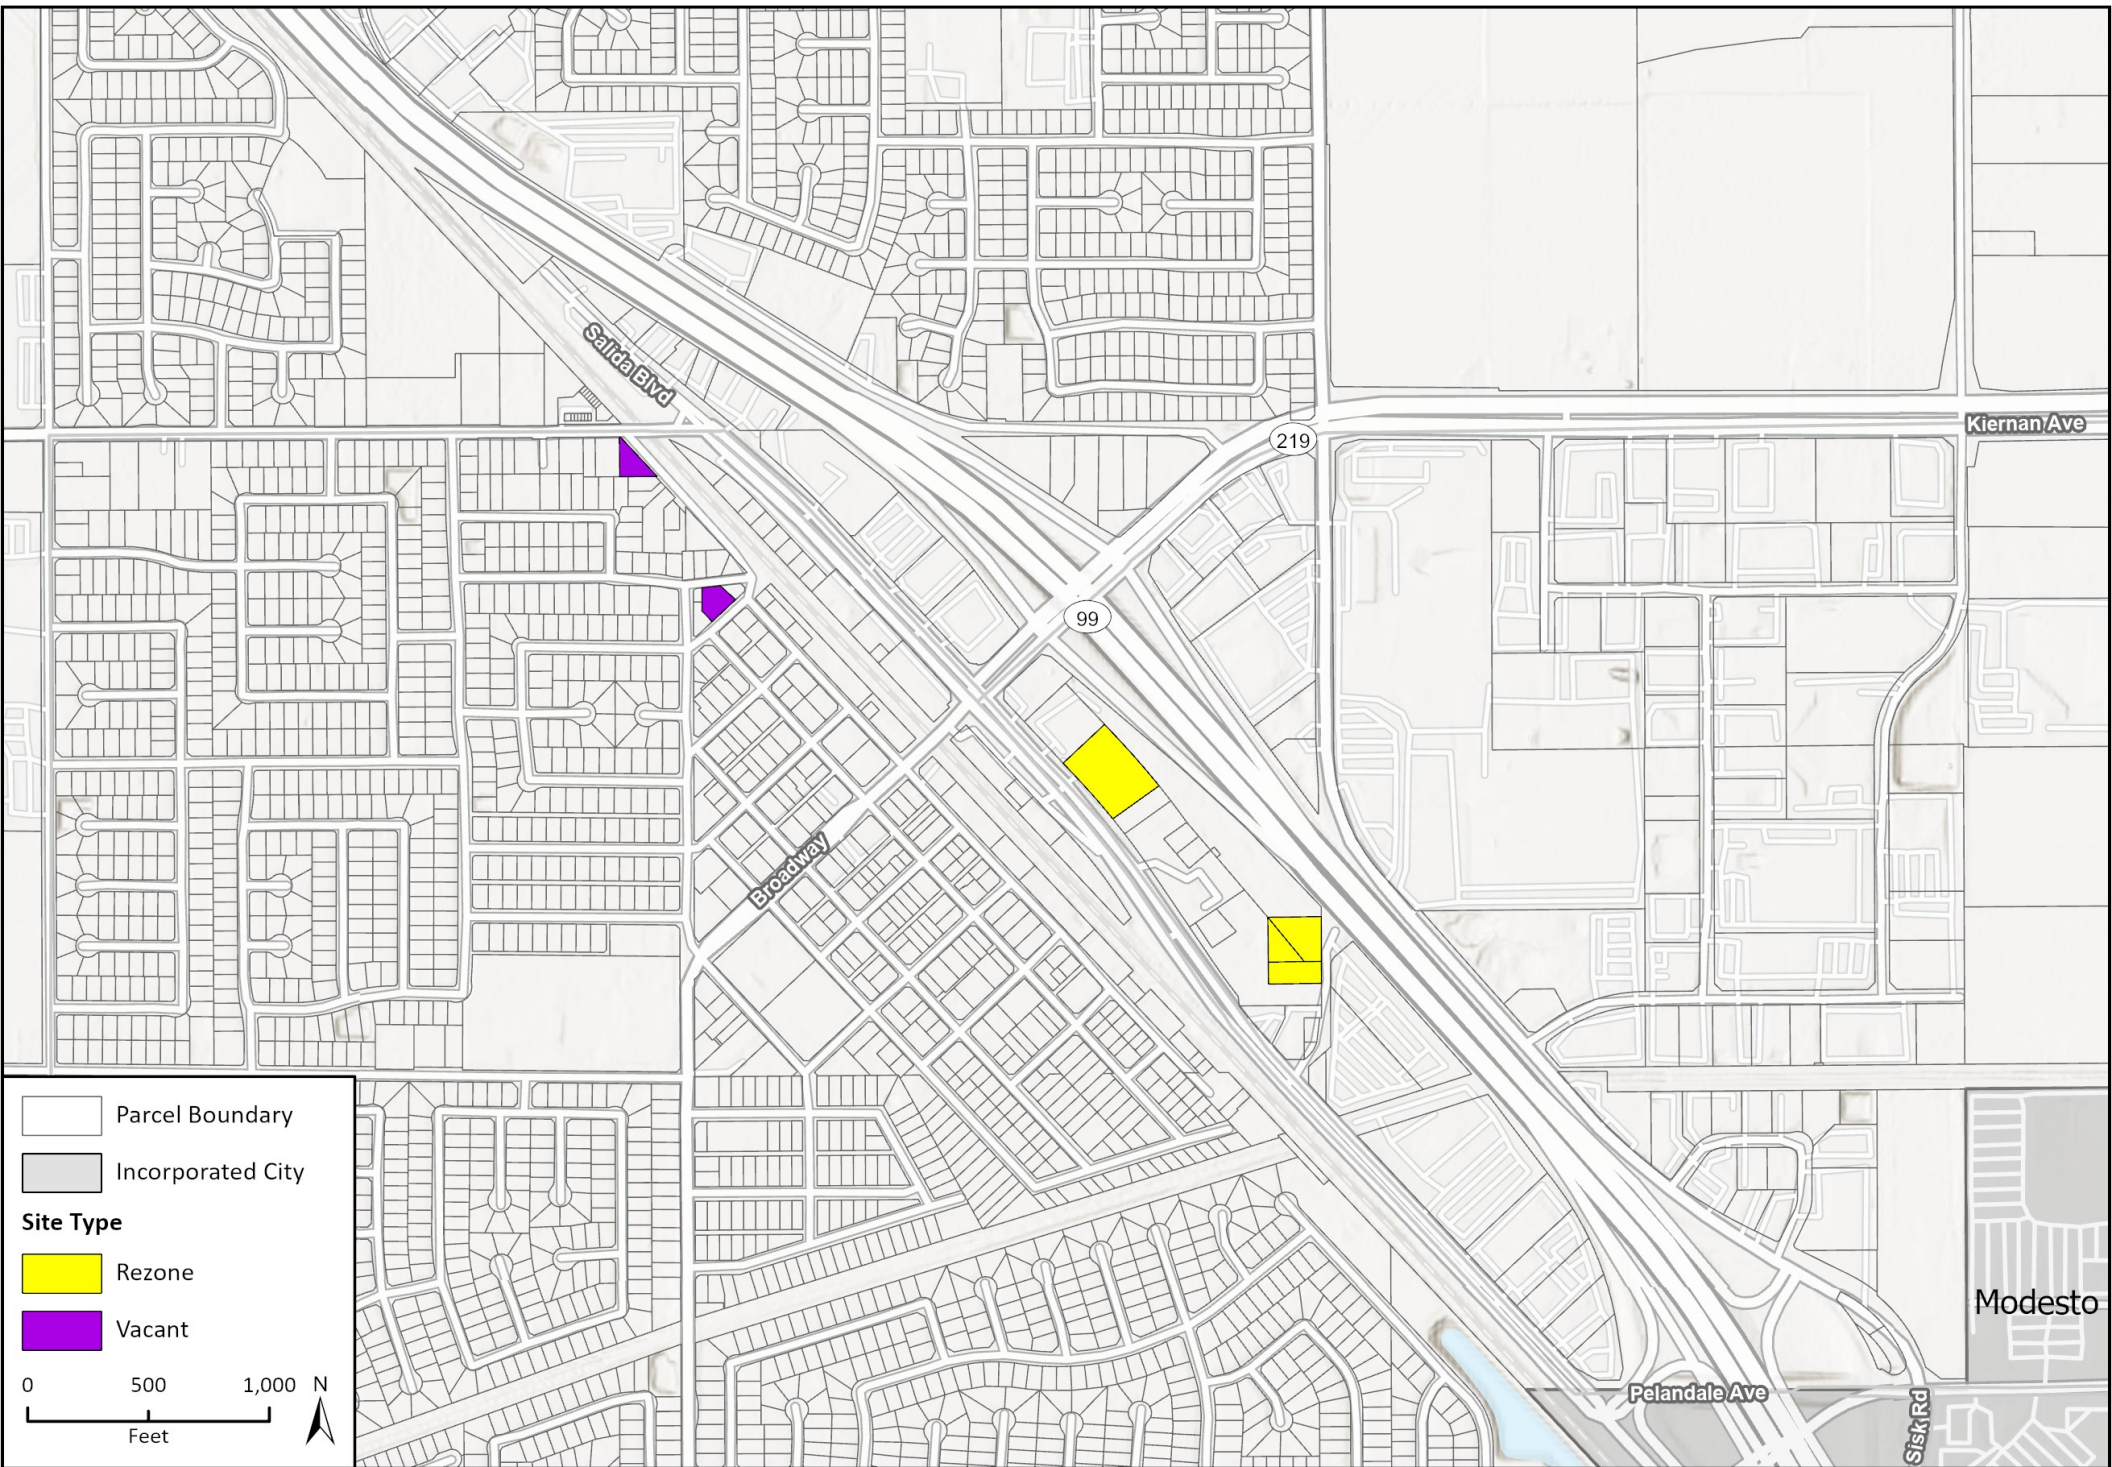 Salida Blvd
Kiernan Ave
219
99
Broadway
Parcel Boundary
Incorporated City
Site Type
Rezone
Vacant
0 500 1,000 N
Feet
Modesto
Pelandale Ave
Sisk Rd